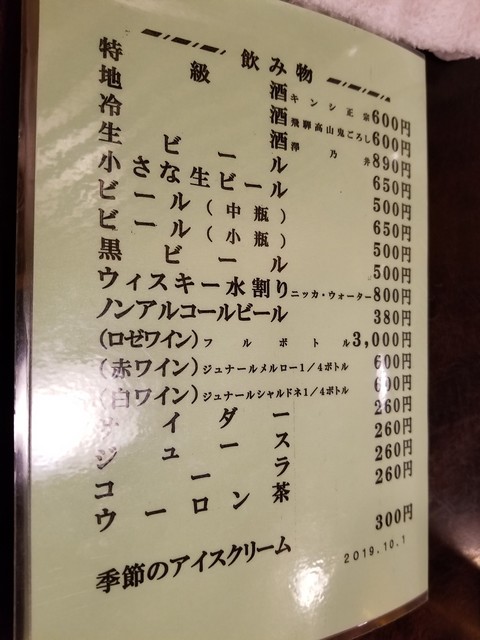 飲み物
特級酒 キンシ正宗 600円
地酒 飛騨高山鬼ごろし 600円
冷酒 澤乃井 890円
生ビール 650円
小さな生ビール 500円
ビール(中瓶) 650円
ビール(小瓶) 500円
黒ビール 500円
ウィスキー水割り ニッカ・ウォーター 800円
ノンアルコールビール 380円
(ロゼワイン) フルボトル 3,000円
(赤ワイン) ジュナールメルロー1/4ボトル 600円
(白ワイン) ジュナールシャルドネ1/4ボトル 600円
サイダー 260円
ジュース 260円
コーラ 260円
ウーロン茶 260円
季節のアイスクリーム 300円
2019.10.1